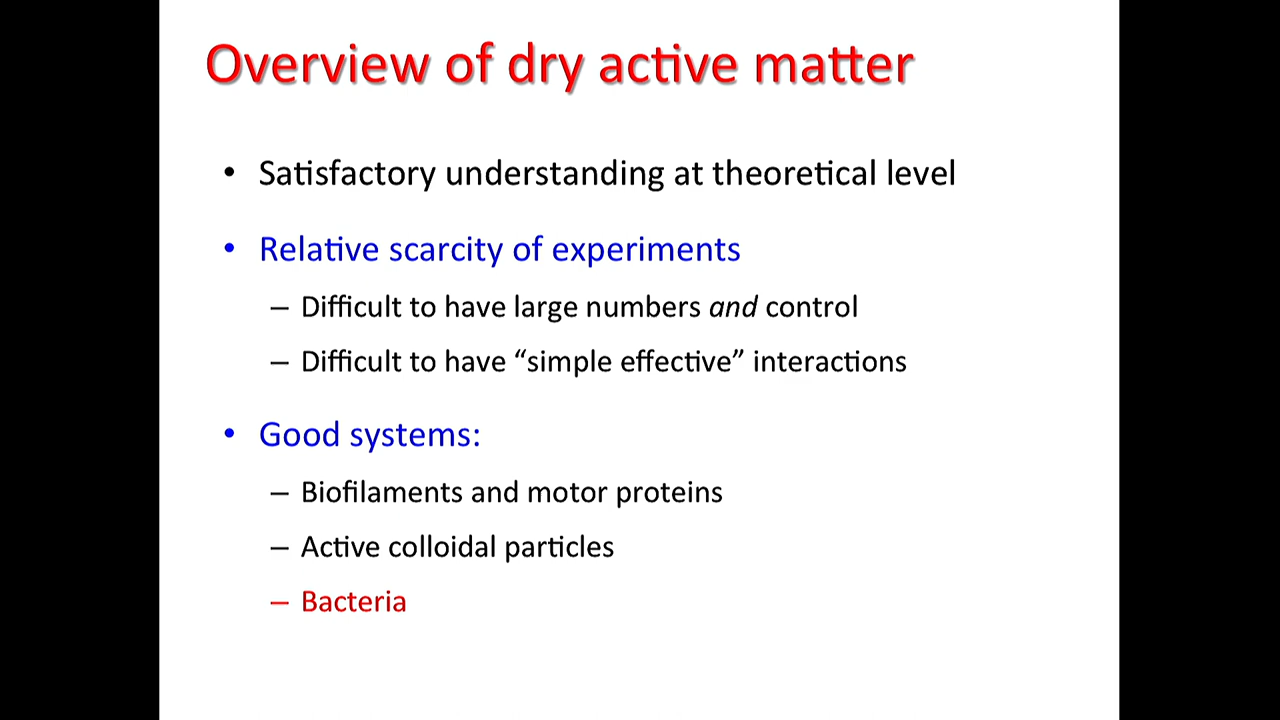 Overview of dry active matter
• Satisfactory understanding at theoretical level
• Relative scarcity of experiments
– Difficult to have large numbers and control
– Difficult to have “simple effective” interactions
• Good systems:
– Biofilaments and motor proteins
– Active colloidal particles
– Bacteria